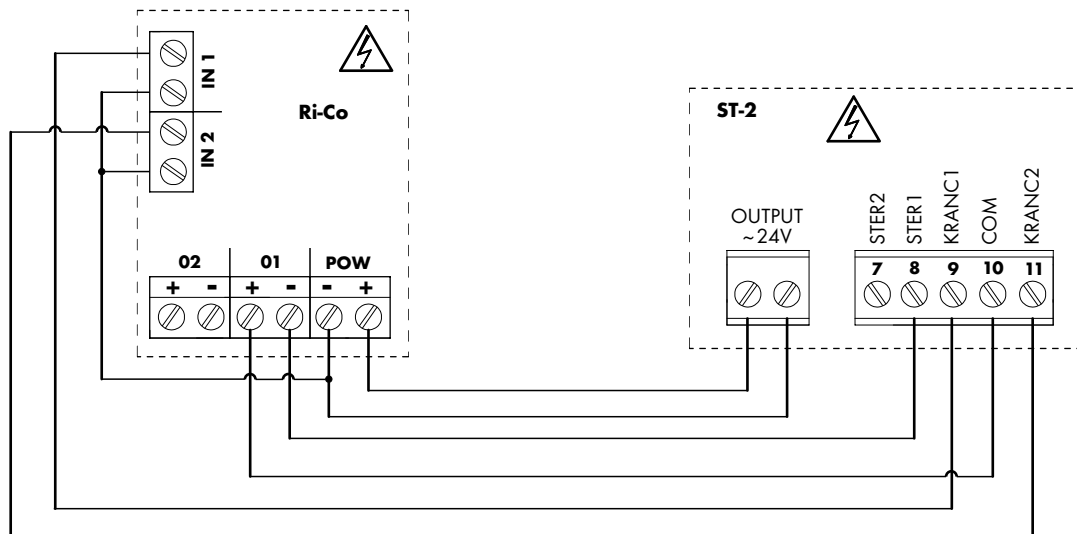 IN 1
IN 2
Ri-Co
02 01 POW
+ - + - - +
ST-2
OUTPUT
~24V
STER2
STER1
KRANC1
COM
KRANC2
7 8 9 10 11